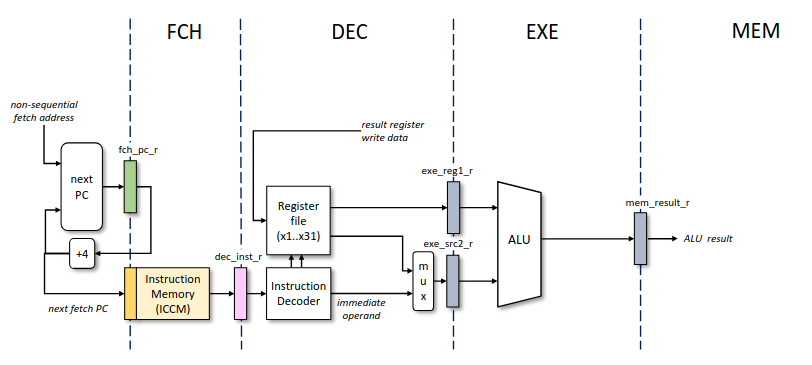 FCH
DEC
EXE
MEM
non-sequential
fetch address
fch_pc_r
next
PC
+4
next fetch PC
Instruction
Memory
(ICCM)
dec_inst_r
result register
write data
Register
file
(x1..x31)
Instruction
Decoder
immediate
operand
m
u
x
exe_reg1_r
exe_src2_r
ALU
mem_result_r
ALU result